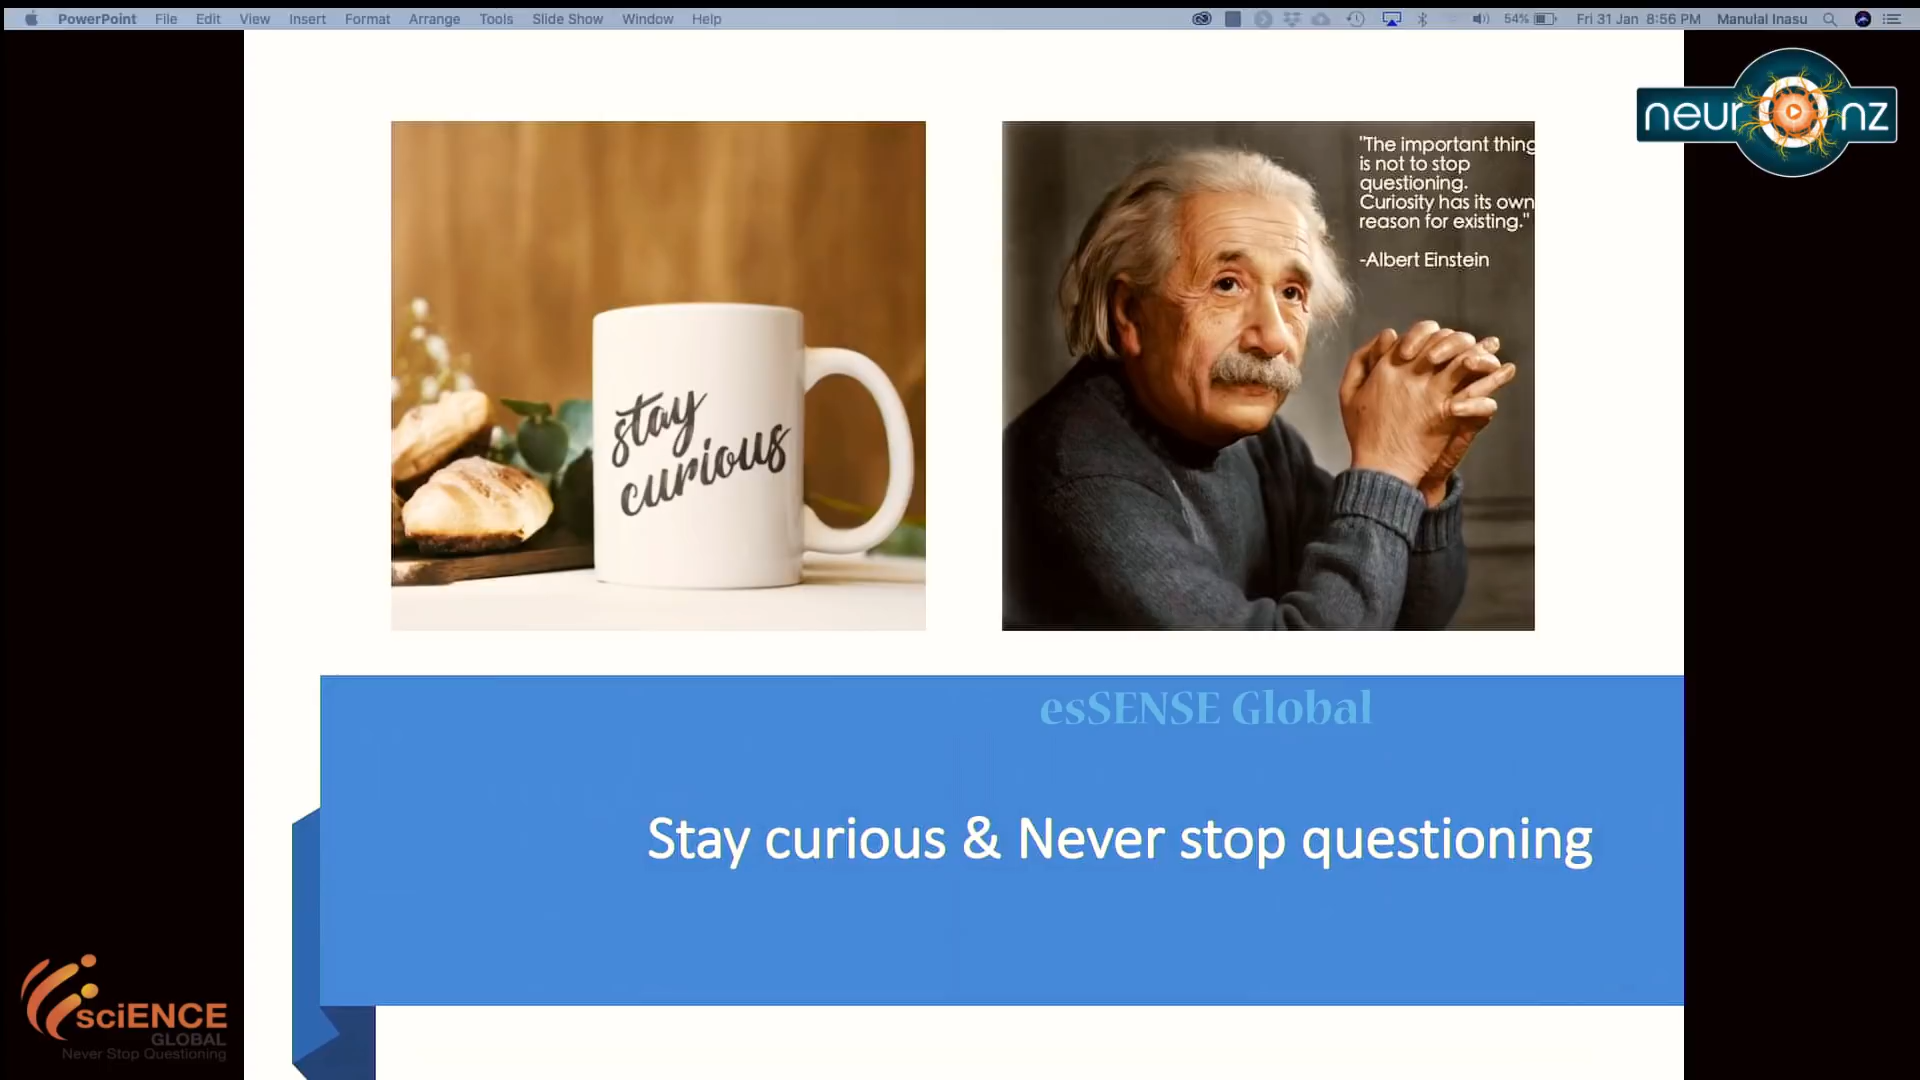 PowerPoint File Edit View Insert Format Arrange Tools Slide Show Window Help 54% Fri 31 Jan 8:56 PM Manulal Inasu
neuronz
"The important thing
is not to stop
questioning.
Curiosity has its own
reason for existing."
-Albert Einstein
stay
curious
esSENSE Global
Stay curious & Never stop questioning
sciENCE
GLOBAL
Never Stop Questioning